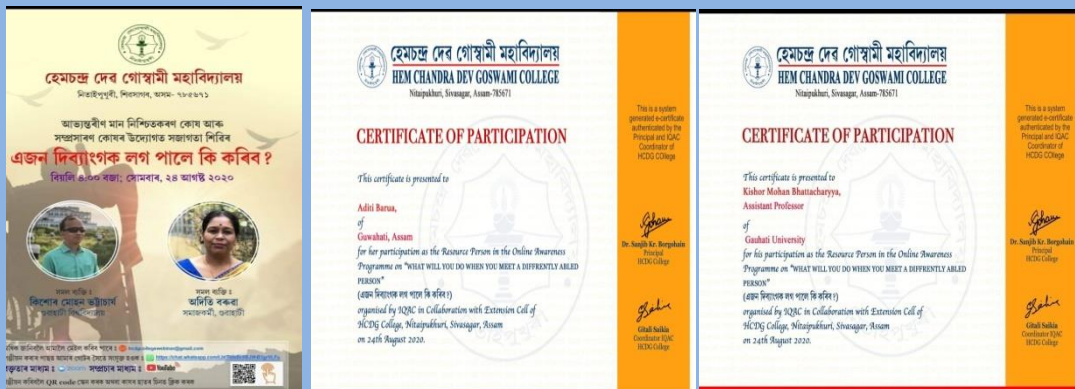 হেমচন্দ্ৰ দেৱ গোস্বামী মহাবিদ্যালয়
নিতাইপুখুৰী, শিৱসাগৰ, অসম- ৭৮৫৬৭১
আভ্যন্তৰীণ মান নিশ্চিতকৰণ কোষ আৰু
সম্প্ৰসাৰণ কোষৰ উদ্যোগত সজাগতা শিবিৰ
এজন দিব্যাংগক লগ পালে কি কৰিব ?
বিয়লি ৪:০০ বজা; সোমবাৰ, ২৪ আগষ্ট ২০২০
সমল ব্যক্তি :
কিশোৰ মোহন ভট্টাচাৰ্য
গুৱাহাটী বিশ্ববিদ্যালয়
সমল ব্যক্তি :
অদিতি বৰুৱা
সমাজকৰ্মী, গুৱাহাটী
YouTube
হেমচন্দ্ৰ দেৱ গোস্বামী মহাবিদ্যালয়
HEM CHANDRA DEV GOSWAMI COLLEGE
Nitaipukhuri, Sivasagar, Assam-785671
CERTIFICATE OF PARTICIPATION
This certificate is presented to
Aditi Barua,
of
Guwahati, Assam
for her participation as the Resource Person in the Online Awareness
Programme on "WHAT WILL YOU DO WHEN YOU MEET A DIFFRENTLY ABLED
PERSON"
(এজন দিব্যাংগক লগ পালে কি কৰিব?)
organised by IQAC in Collaboration with Extension Cell of
HCDG College, Nitaipukhuri, Sivasagar, Assam
on 24th August 2020.
This is a system
generated e-certificate
authenticated by the
Principal and IQAC
Coordinator of
HCDG COllege
Dr. Sanjib Kr. Borgohain
Principal
HCDG College
Gitali Saikia
Coordinator IQAC
HCDG College
হেমচন্দ্ৰ দেৱ গোস্বামী মহাবিদ্যালয়
HEM CHANDRA DEV GOSWAMI COLLEGE
Nitaipukhuri, Sivasagar, Assam-785671
CERTIFICATE OF PARTICIPATION
This certificate is presented to
Kishor Mohan Bhattacharyya,
Assistant Professor
of
Gauhati University
for his participation as the Resource Person in the Online Awareness
Programme on "WHAT WILL YOU DO WHEN YOU MEET A DIFFERENTLY ABLED
PERSON"
(এজন দিব্যাংগক লগ পালে কি কৰিব?)
organised by IQAC in Collaboration with Extension Cell of
HCDG College, Nitaipukhuri, Sivasagar, Assam
on 24th August 2020.
This is a system
generated e-certificate
authenticated by the
Principal and IQAC
Coordinator of
HCDG COllege
Dr. Sanjib Kr. Borgohain
Principal
HCDG College
Gitali Saikia
Coordinator IQAC
HCDG College